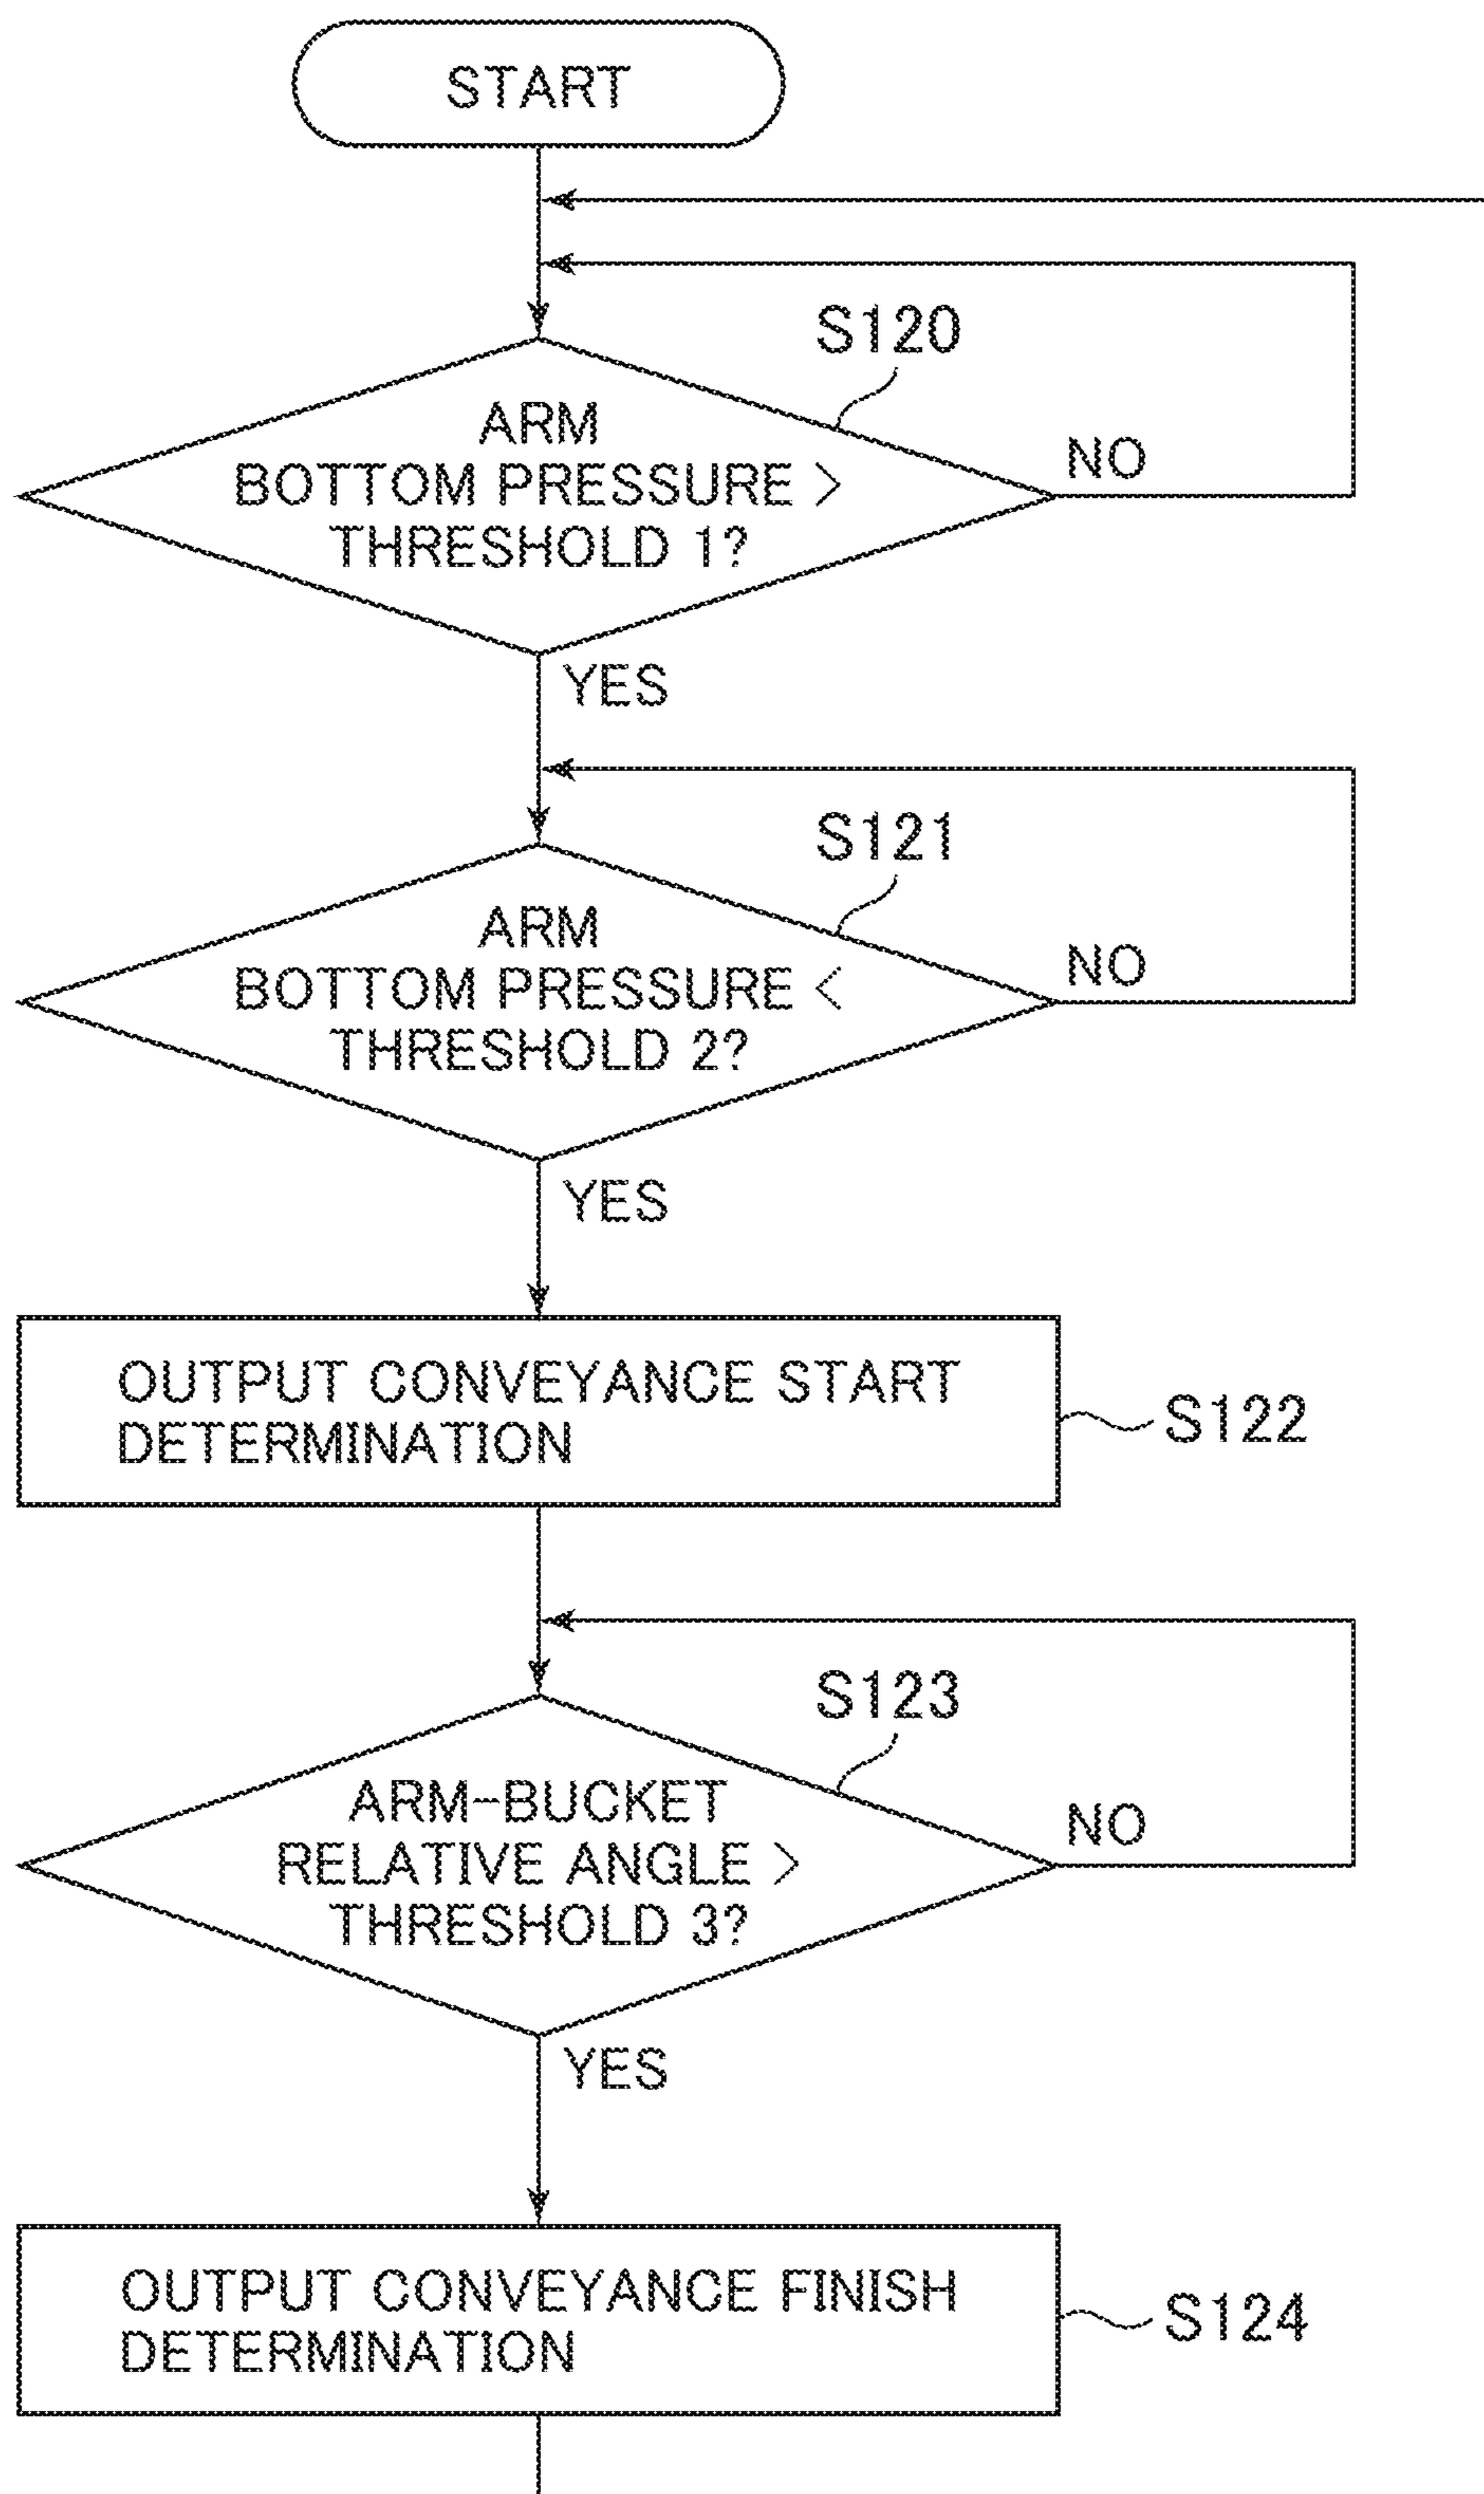 START
S120
ARM
BOTTOM PRESSURE >
THRESHOLD 1?
NO
YES
S121
ARM
BOTTOM PRESSURE <
THRESHOLD 2?
NO
YES
OUTPUT CONVEYANCE START
DETERMINATION
S122
S123
ARM-BUCKET
RELATIVE ANGLE >
THRESHOLD 3?
NO
YES
OUTPUT CONVEYANCE FINISH
DETERMINATION
S124